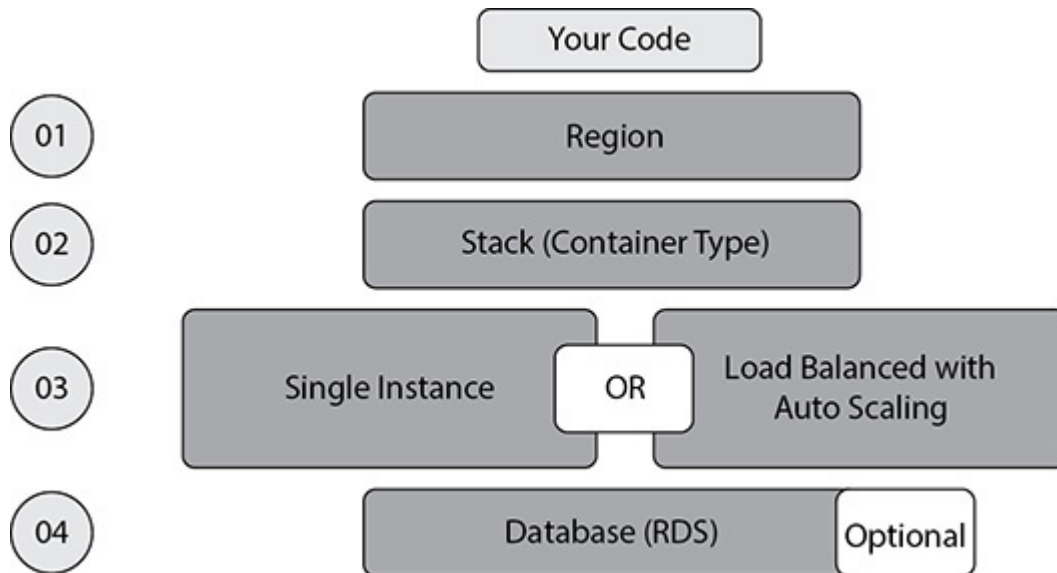 Your Code
01
Region
02
Stack (Container Type)
03
Single Instance
OR
Load Balanced with
Auto Scaling
04
Database (RDS)
Optional